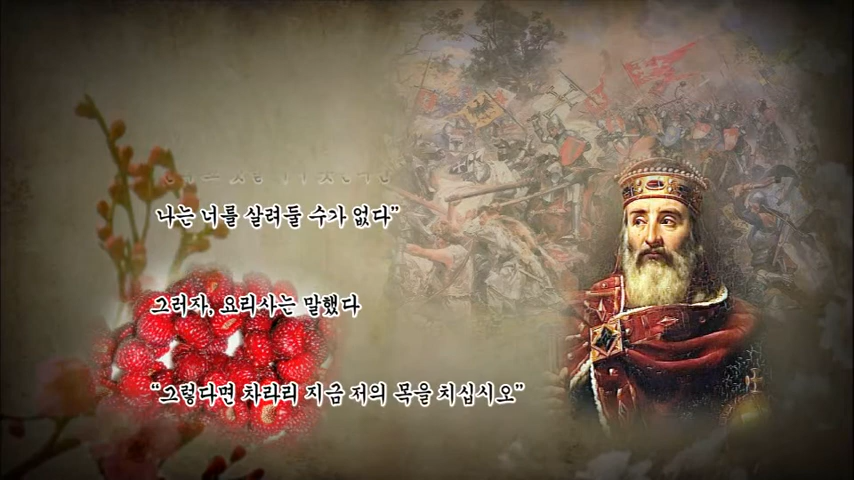 나는 너를 살려둘 수가 없다”
그러자, 요리사는 말했다
“그렇다면 차라리 지금 저의 목을 치십시오”